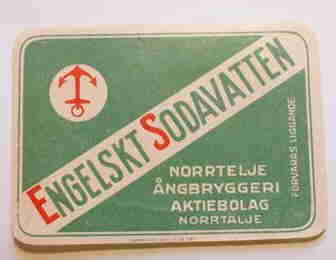 ENGELSKT SODAVATTEN
NORRTELJE
ÅNGBRYGGERI
AKTIEBOLAG
NORRTÄLJE
FÖRVARAS LIGGANDE